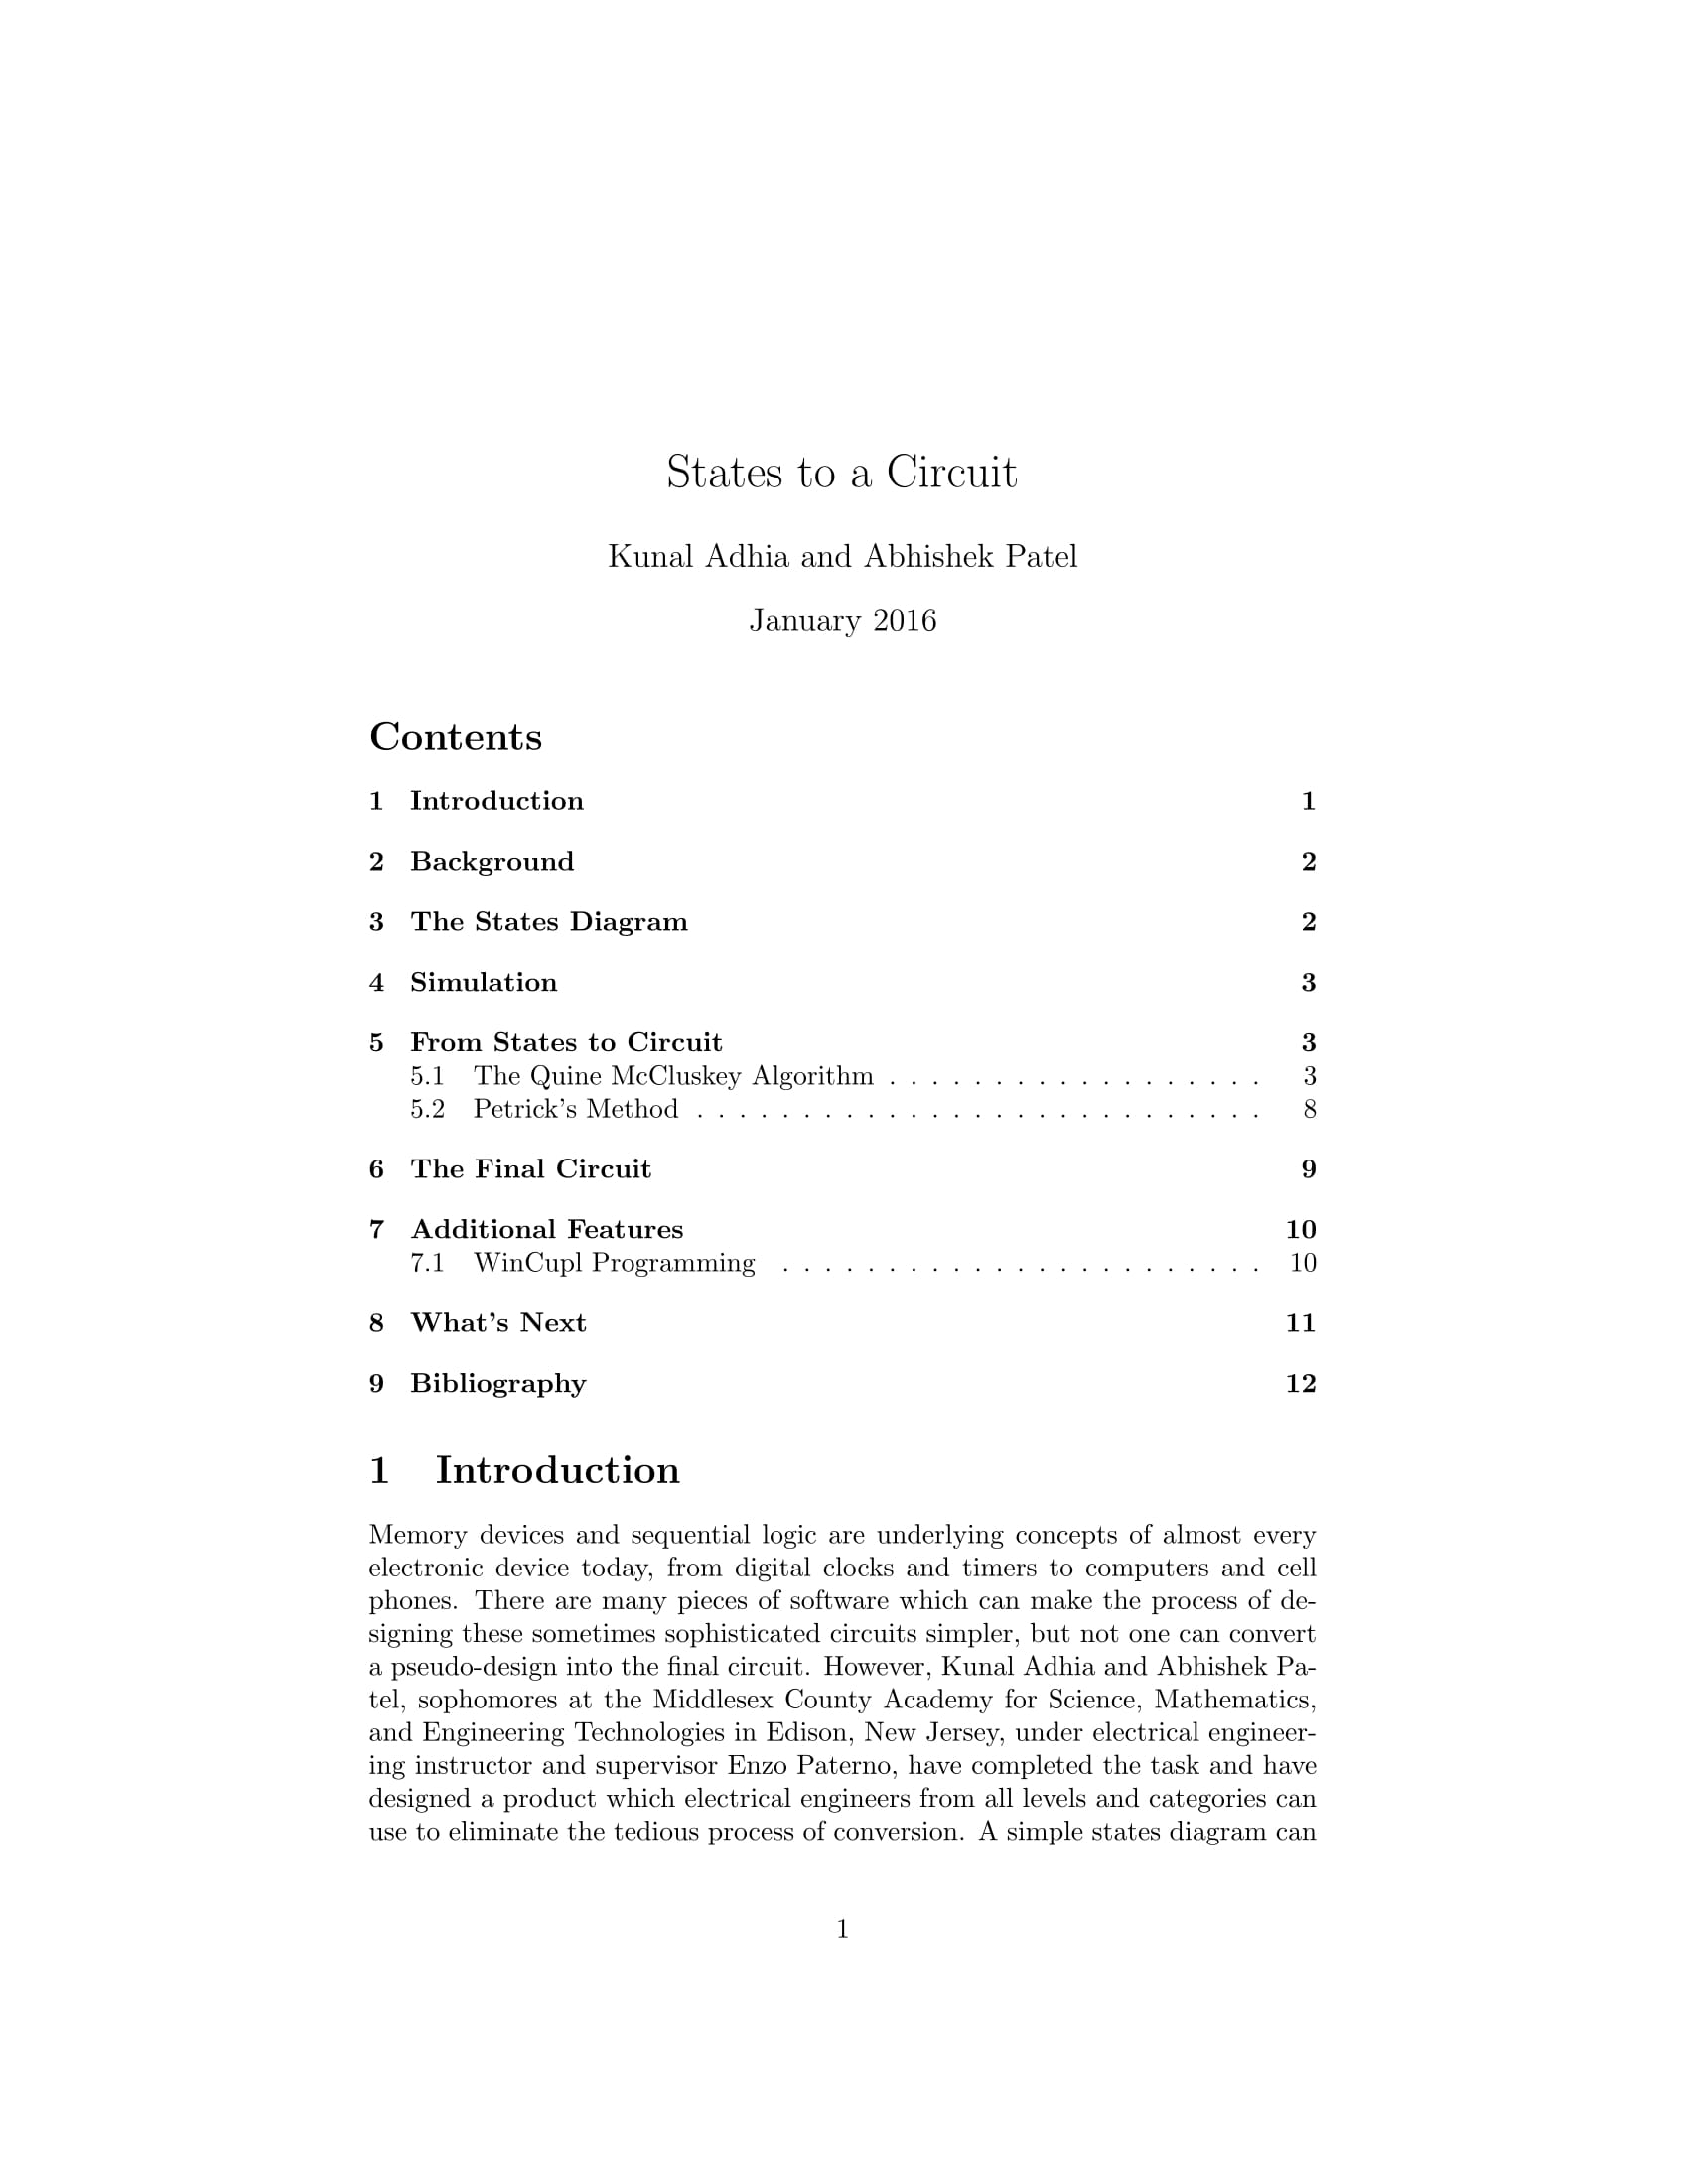 States to a Circuit
Kunal Adhia and Abhishek Patel
January 2016
Contents
1 Introduction 1
2 Background 2
3 The States Diagram 2
4 Simulation 3
5 From States to Circuit 3
5.1 The Quine McCluskey Algorithm . . . . . . . . . . . . . . . . . . 3
5.2 Petrick's Method . . . . . . . . . . . . . . . . . . . . . . . . . . . 8
6 The Final Circuit 9
7 Additional Features 10
7.1 WinCupl Programming . . . . . . . . . . . . . . . . . . . . . . . 10
8 What's Next 11
9 Bibliography 12
1 Introduction
Memory devices and sequential logic are underlying concepts of almost every
electronic device today, from digital clocks and timers to computers and cell
phones. There are many pieces of software which can make the process of de-
signing these sometimes sophisticated circuits simpler, but not one can convert
a pseudo-design into the final circuit. However, Kunal Adhia and Abhishek Pa-
tel, sophomores at the Middlesex County Academy for Science, Mathematics,
and Engineering Technologies in Edison, New Jersey, under electrical engineer-
ing instructor and supervisor Enzo Paterno, have completed the task and have
designed a product which electrical engineers from all levels and categories can
use to eliminate the tedious process of conversion. A simple states diagram can
1